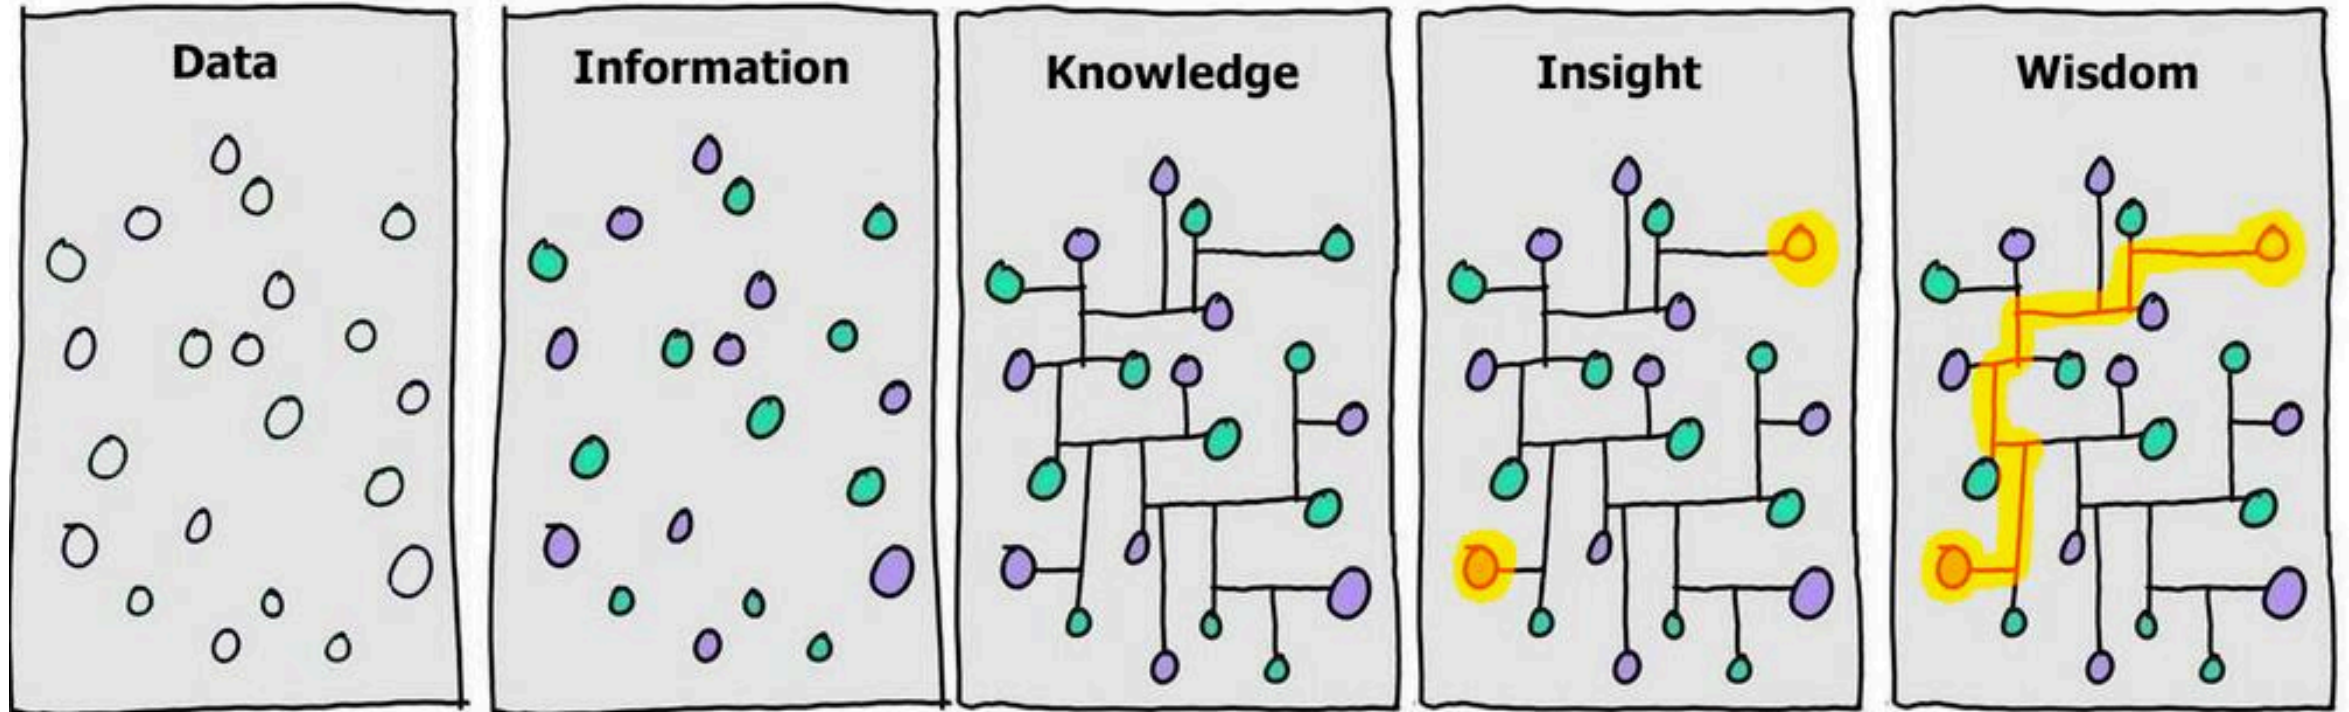 Data
Information
Knowledge
Insight
Wisdom